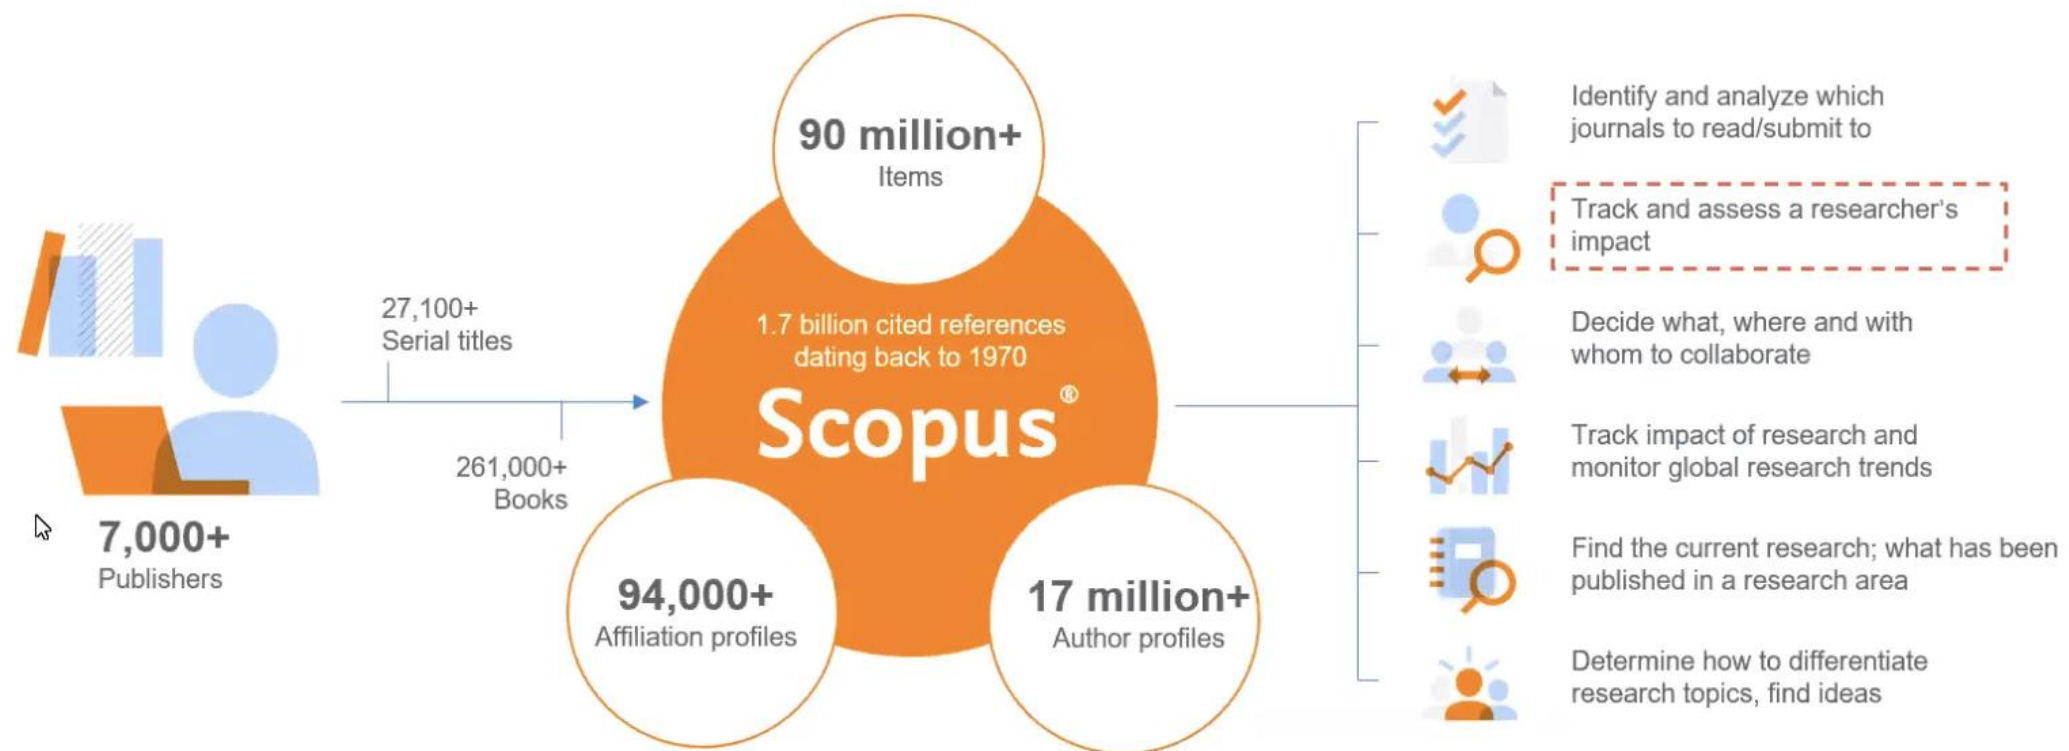 7,000+
Publishers
27,100+
Serial titles
261,000+
Books
90 million+
Items
1.7 billion cited references
dating back to 1970
Scopus®
94,000+
Affiliation profiles
17 million+
Author profiles
Identify and analyze which
journals to read/submit to
Track and assess a researcher's
impact
Decide what, where and with
whom to collaborate
Track impact of research and
monitor global research trends
Find the current research; what has been
published in a research area
Determine how to differentiate
research topics, find ideas